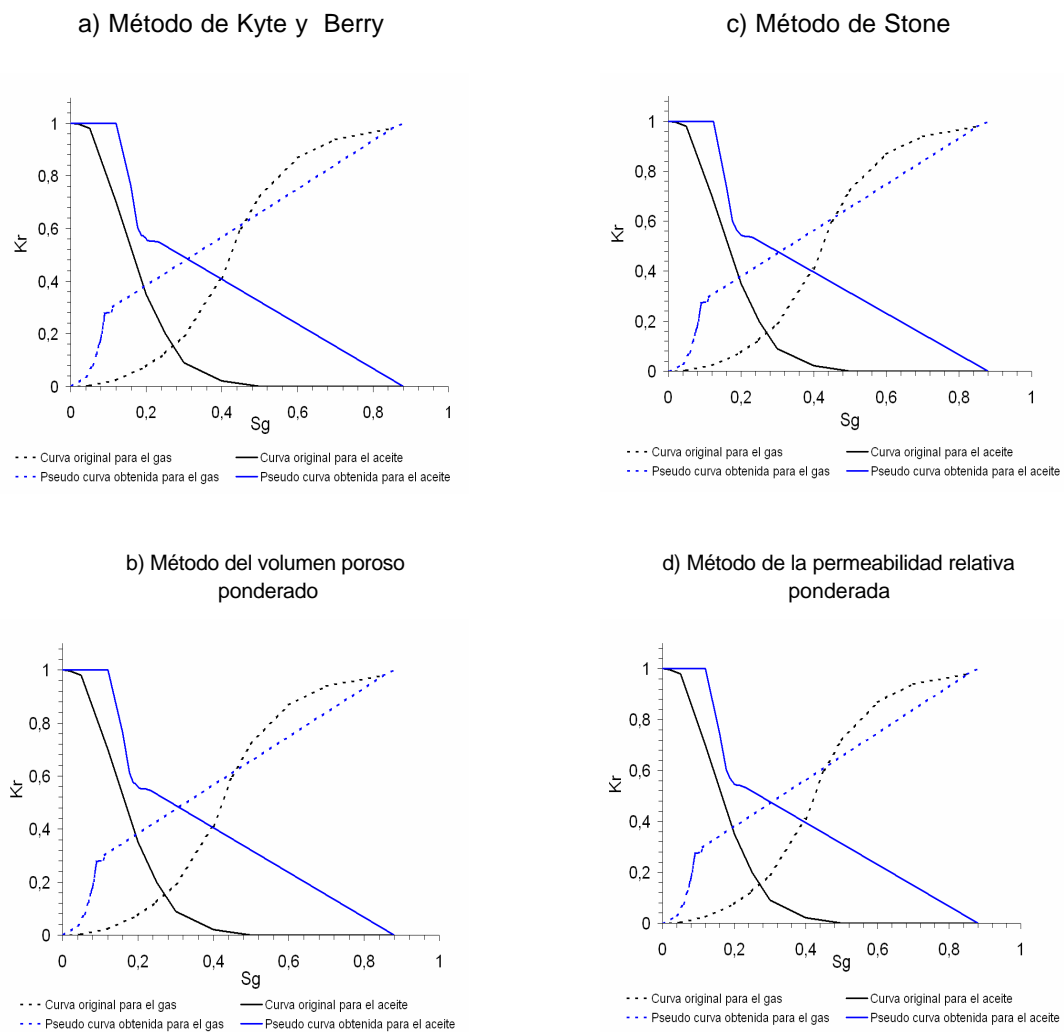 a) Método de Kyte y Berry
Kr
1
0,8
0,6
0,4
0,2
0
0 0,2 0,4 0,6 0,8 1
Sg
Curva original para el gas
Curva original para el aceite
Pseudo curva obtenida para el gas
Pseudo curva obtenida para el aceite
c) Método de Stone
Kr
1
0,8
0,6
0,4
0,2
0
0 0,2 0,4 0,6 0,8 1
Sg
Curva original para el gas
Curva original para el aceite
Pseudo curva obtenida para el gas
Pseudo curva obtenida para el aceite
b) Método del volumen poroso
ponderado
Kr
1
0,8
0,6
0,4
0,2
0
0 0,2 0,4 0,6 0,8 1
Sg
Curva original para el gas
Curva original para el aceite
Pseudo curva obtenida para el gas
Pseudo curva obtenida para el aceite
d) Método de la permeabilidad relativa
ponderada
Kr
1
0,8
0,6
0,4
0,2
0
0 0,2 0,4 0,6 0,8 1
Sg
Curva original para el gas
Curva original para el aceite
Pseudo curva obtenida para el gas
Pseudo curva obtenida para el aceite